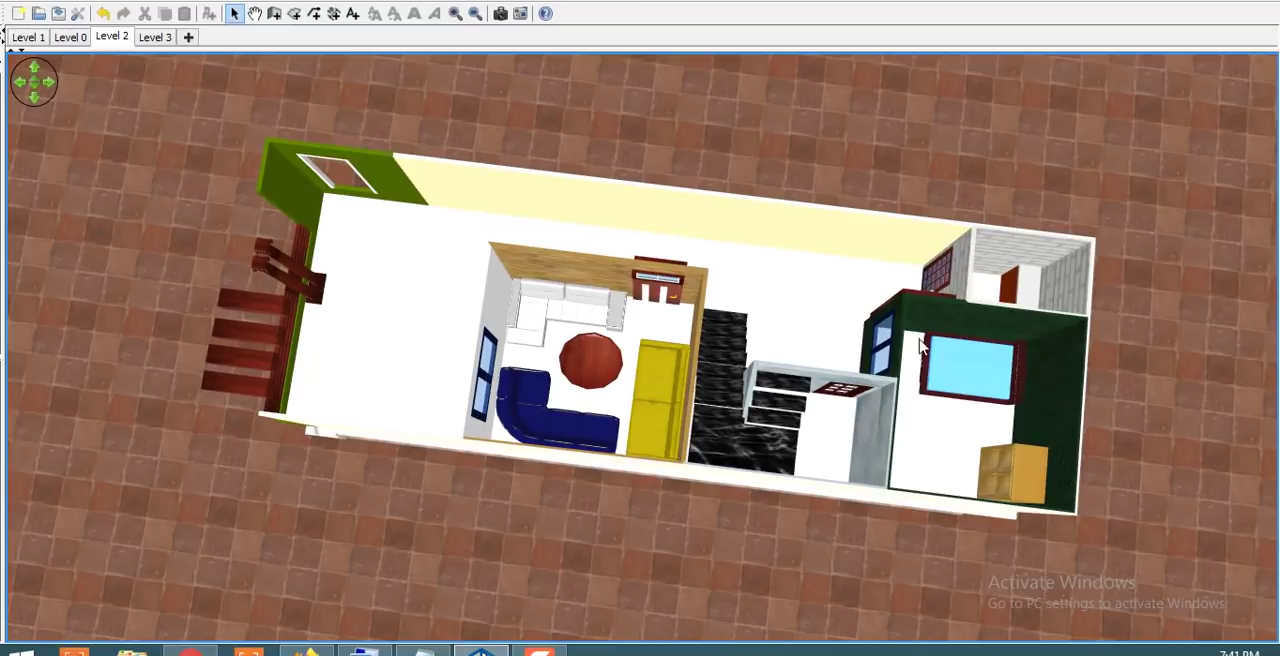 Level 1 Level 0 Level 2 Level 3
Activate Windows
Go to PC settings to activate Windows.
7:41 PM